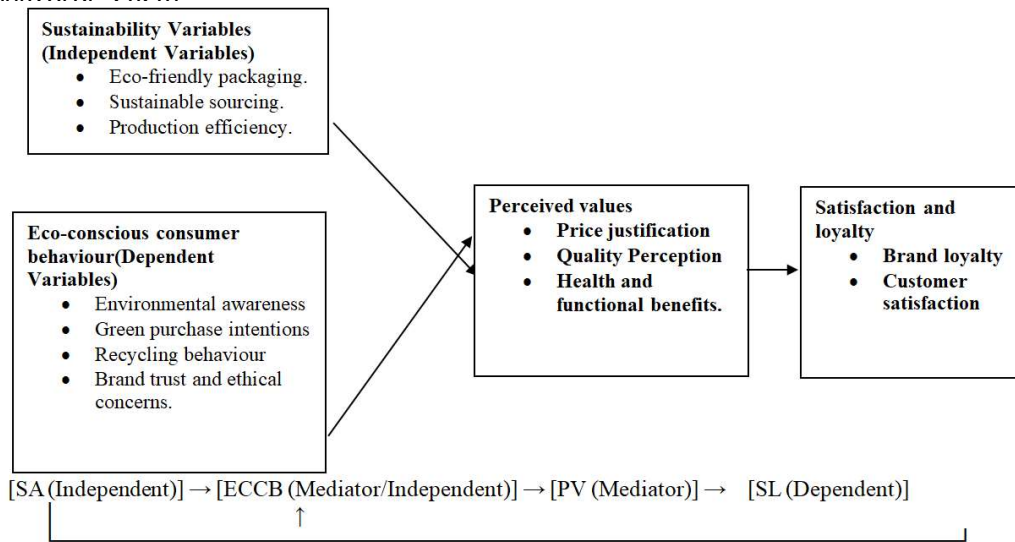 Sustainability Variables
(Independent Variables)
• Eco-friendly packaging.
• Sustainable sourcing.
• Production efficiency.
Eco-conscious consumer
behaviour(Dependent
Variables)
• Environmental awareness
• Green purchase intentions
• Recycling behaviour
• Brand trust and ethical
concerns.
Perceived values
• Price justification
• Quality Perception
• Health and
functional benefits.
Satisfaction and
loyalty
• Brand loyalty
• Customer
satisfaction
[SA (Independent)] → [ECCB (Mediator/Independent)] → [PV (Mediator)] → [SL (Dependent)]
↑